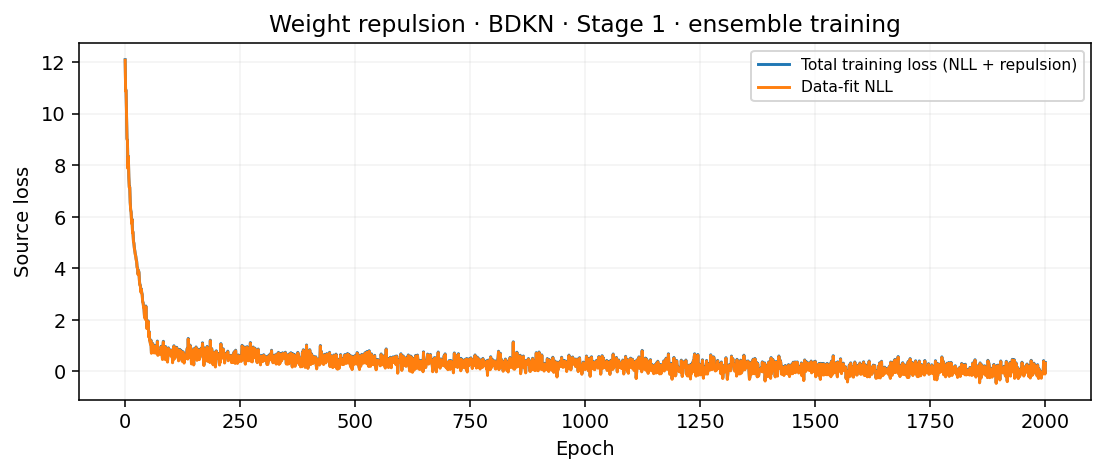 Weight repulsion · BDKN · Stage 1 · ensemble training
Total training loss (NLL + repulsion)
Data-fit NLL
Source loss
12
10
8
6
4
2
0
0 250 500 750 1000 1250 1500 1750 2000
Epoch